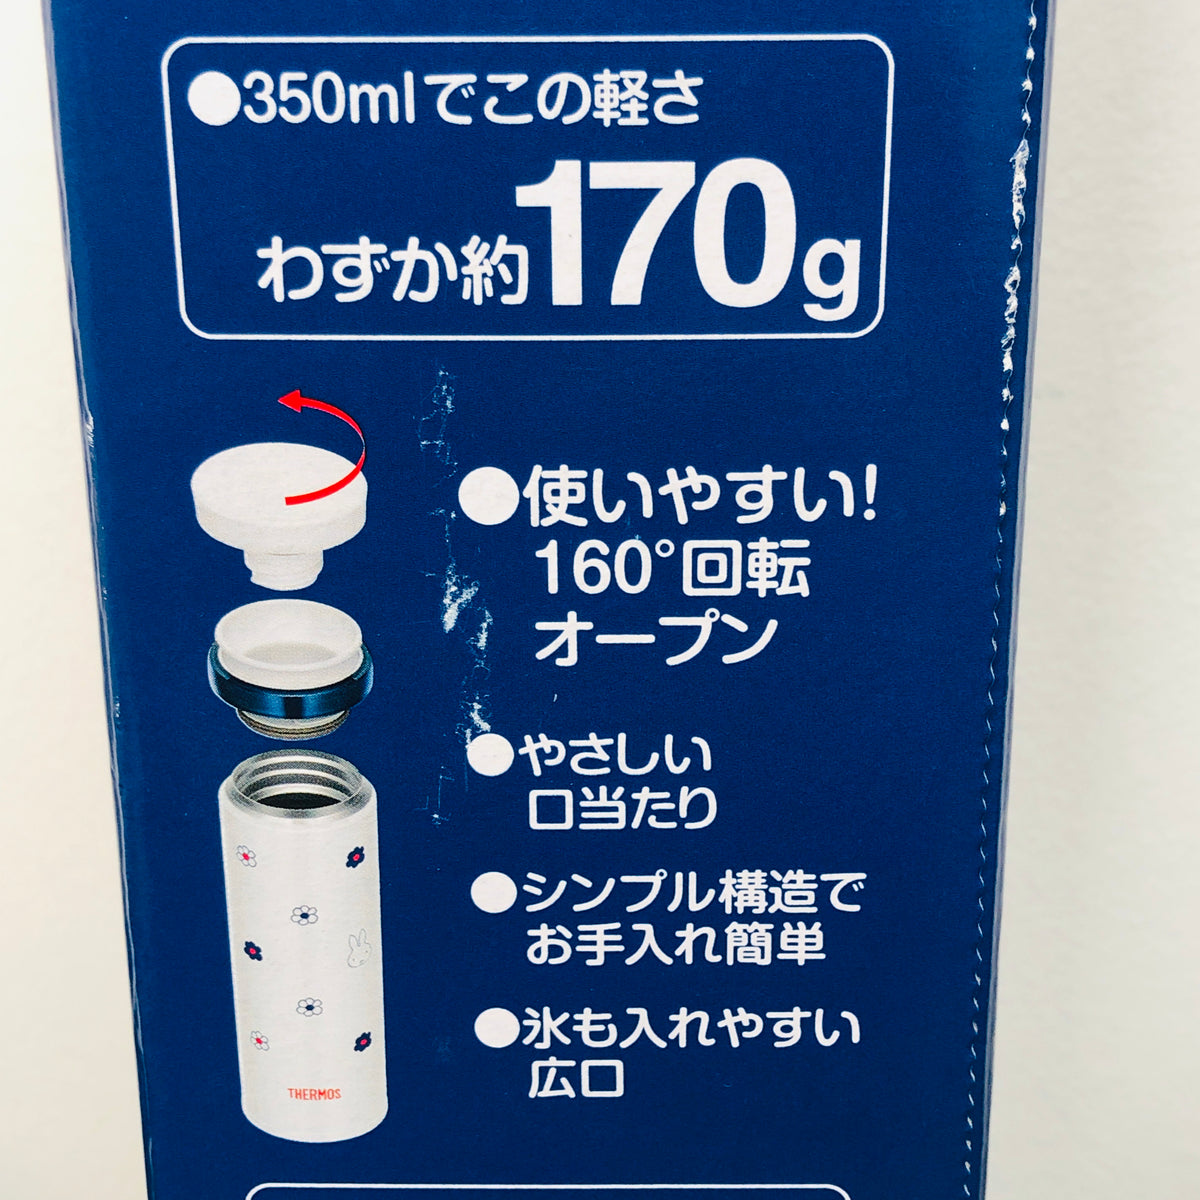 ●350mlでこの軽さ
わずか約170g
●使いやすい!
160°回転
オープン
●やさしい
口当たり
●シンプル構造で
お手入れ簡単
●氷も入れやすい
広口
THERMOS